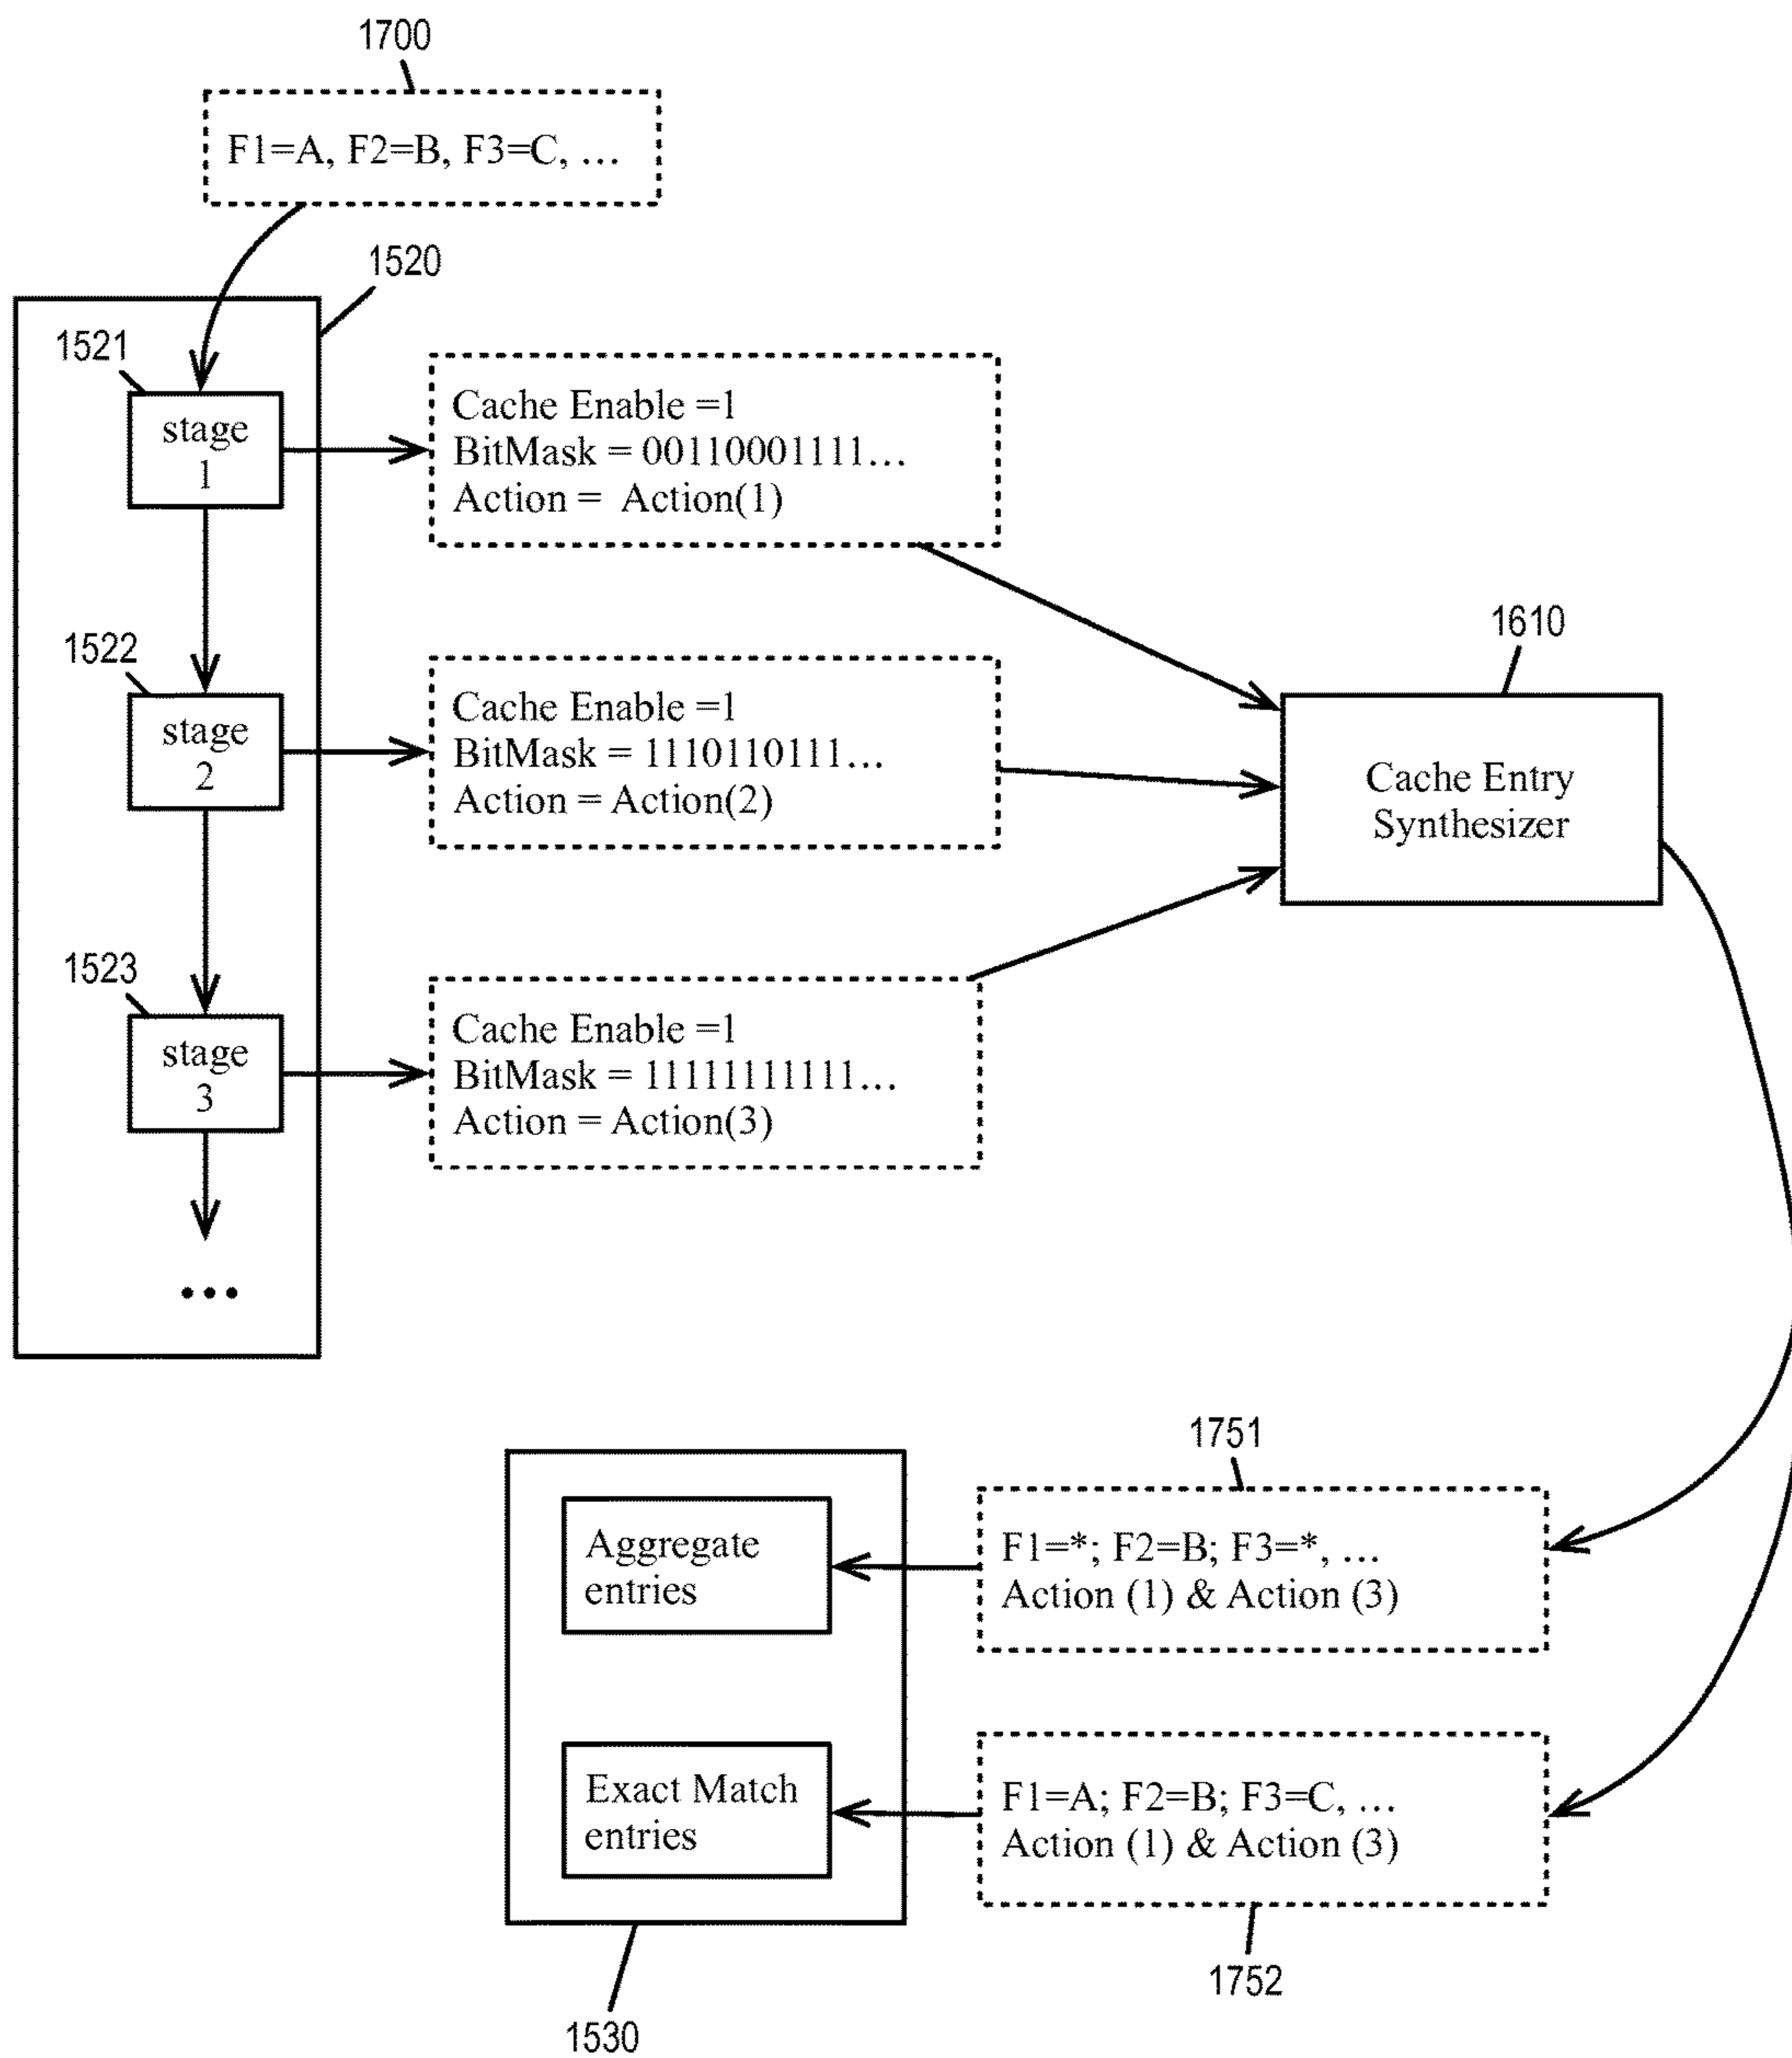 1700
F1=A, F2=B, F3=C, ...
1520
1521
stage
1
Cache Enable =1
BitMask = 00110001111...
Action = Action(1)
1522
stage
2
Cache Enable =1
BitMask = 1110110111...
Action = Action(2)
1610
Cache Entry
Synthesizer
1523
stage
3
Cache Enable =1
BitMask = 11111111111...
Action = Action(3)
...
1751
Aggregate
entries
F1=*; F2=B; F3=*, ...
Action (1) & Action (3)
Exact Match
entries
F1=A; F2=B; F3=C, ...
Action (1) & Action (3)
1752
1530